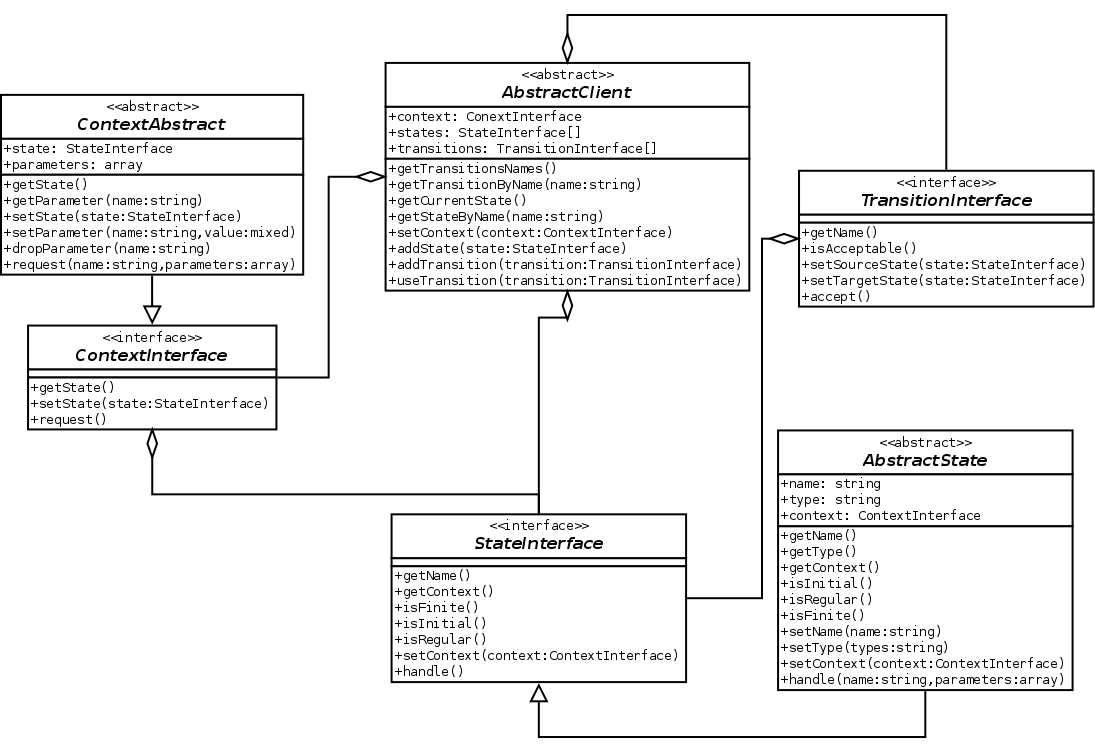 <<abstract>>
ContextAbstract
+state: StateInterface
+parameters: array
+getState()
+getParameter(name:string)
+setState(state:StateInterface)
+setParameter(name:string,value:mixed)
+dropParameter(name:string)
+request(name:string,parameters:array)
<<abstract>>
AbstractClient
+context: ConextInterface
+states: StateInterface[]
+transitions: TransitionInterface[]
+getTransitionsNames()
+getTransitionByName(name:string)
+getCurrentState()
+getStateByName(name:string)
+setContext(context:ContextInterface)
+addState(state:StateInterface)
+addTransition(transition:TransitionInterface)
+useTransition(transition:TransitionInterface)
<<interface>>
TransitionInterface
+getName()
+isAcceptable()
+setSourceState(state:StateInterface)
+setTargetState(state:StateInterface)
+accept()
<<interface>>
ContextInterface
+getState()
+setState(state:StateInterface)
+request()
<<interface>>
StateInterface
+getName()
+getContext()
+isFinite()
+isInitial()
+isRegular()
+setContext(context:ContextInterface)
+handle()
<<abstract>>
AbstractState
+name: string
+type: string
+context: ContextInterface
+getName()
+getType()
+getContext()
+isInitial()
+isRegular()
+isFinite()
+setName(name:string)
+setType(types:string)
+setContext(context:ContextInterface)
+handle(name:string,parameters:array)